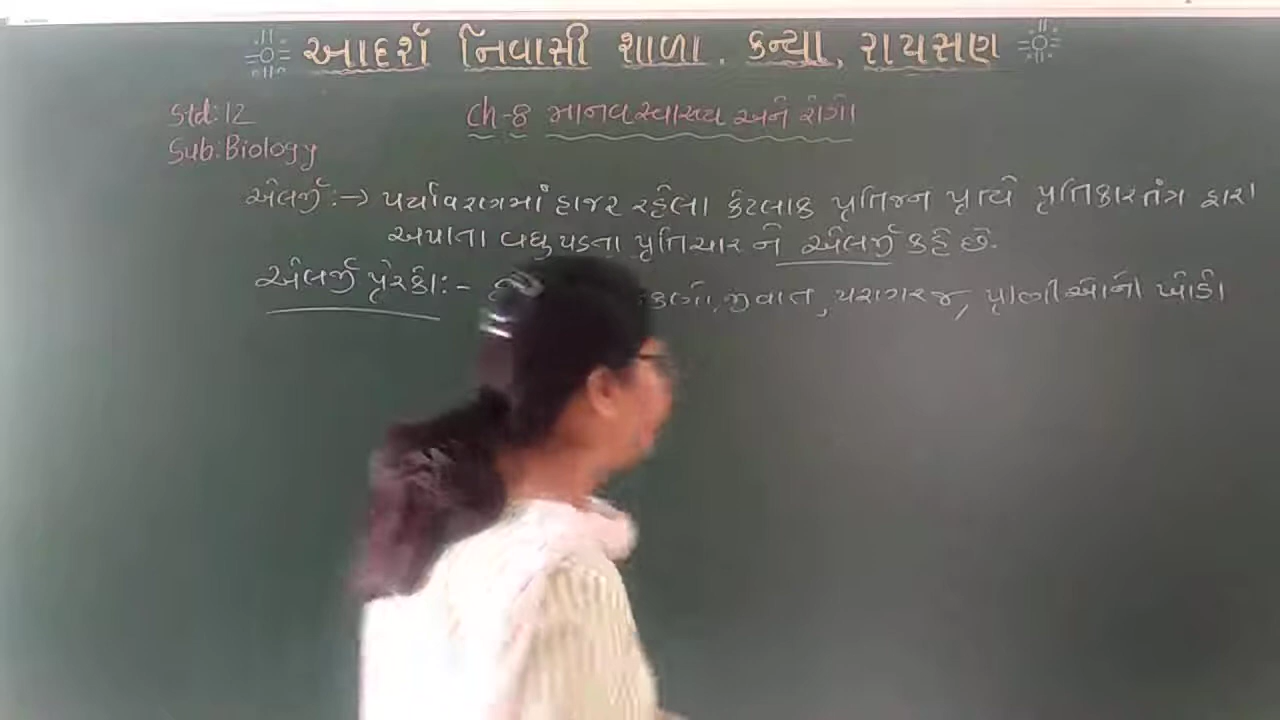 આદર્શ નિવાસી શાળા. કન્યા, રાયસણ
Std:12
Ch-8 માનવસ્વાસ્થ્ય અને રોગો
Sub:Biology
એલર્જી:-> પર્યાવરણમાં હાજર રહેલા કેટલાક પ્રતિજન પ્રત્યે પ્રતિકારતંત્ર દ્વારા
અપાતા વધુ પડતા પ્રતિચાર ને એલર્જી કહે છે.
એલર્જી પ્રેરકો:- કણો, જીવાત, પરાગરજ, પ્રાણીઓનો ખોડો